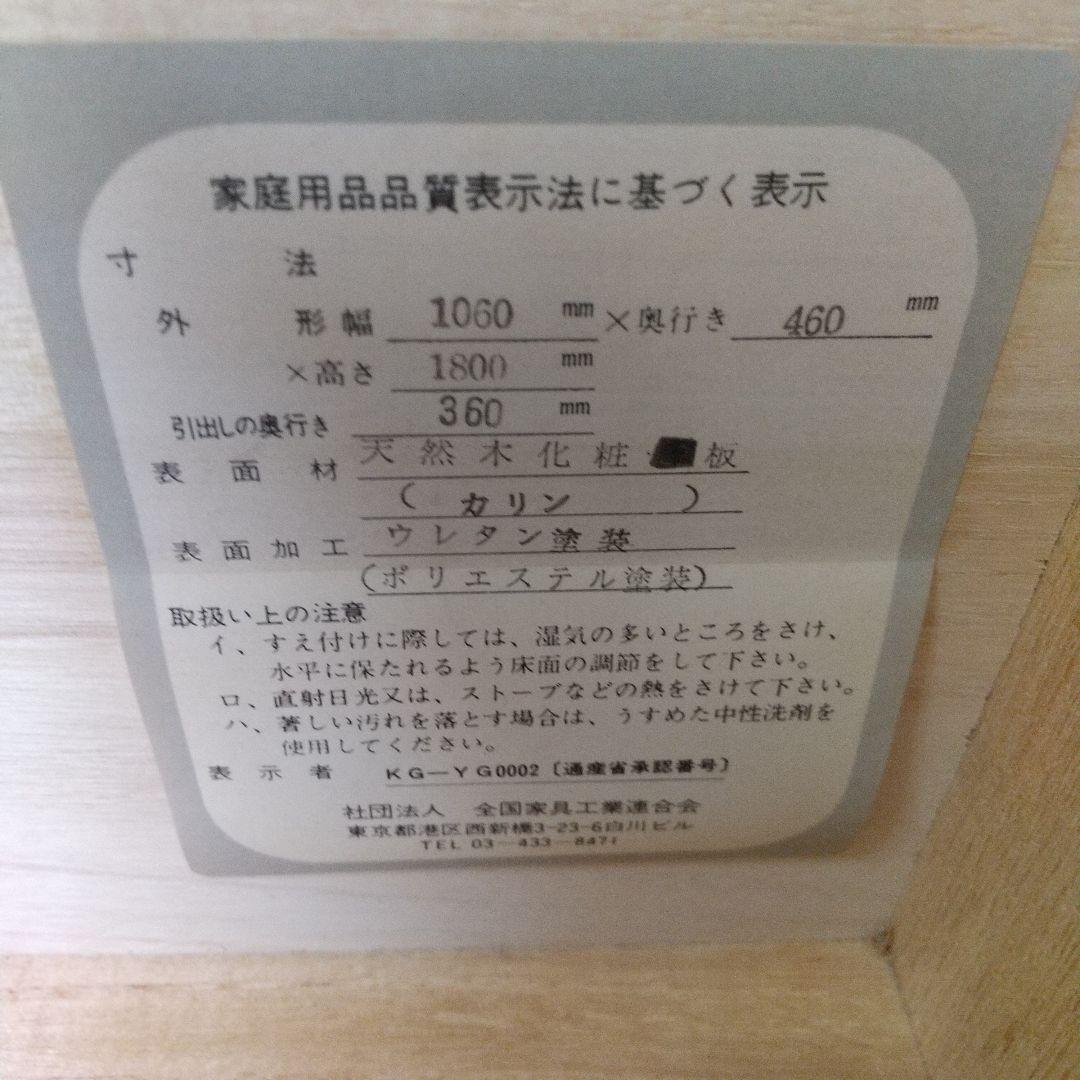 家庭用品品質表示法に基づく表示
寸法
外形幅 1060 mm ×奥行き 460 mm
×高さ 1800 mm
引出しの奥行き 360 mm
表面材 天然木化粧 板
(カリン)
表面加工 ウレタン塗装
(ポリエステル塗装)
取扱い上の注意
イ、すえ付けに際しては、湿気の多いところをさけ、
水平に保たれるよう床面の調節をして下さい。
ロ、直射日光又は、ストーブなどの熱をさけて下さい。
ハ、著しい汚れを落とす場合は、うすめた中性洗剤を
使用してください。
表示者 KG—YG0002〔通産省承認番号〕
社団法人 全国家具工業連合会
東京都港区西新橋3-23-6白川ビル
TEL 03—433—8471